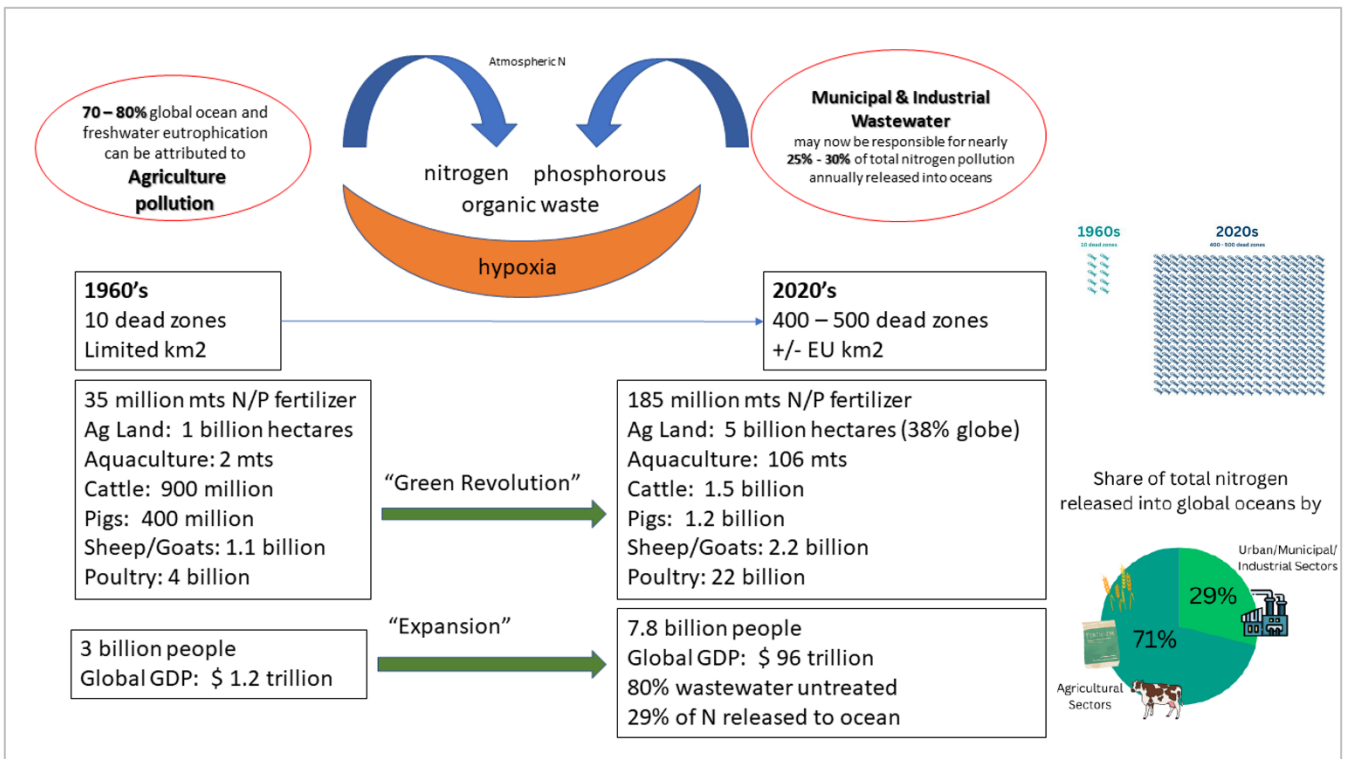 Atmospheric N
70 – 80% global ocean and
freshwater eutrophication
can be attributed to
Agriculture
pollution
Municipal & Industrial
Wastewater
may now be responsible for nearly
25% - 30% of total nitrogen pollution
annually released into oceans
nitrogen phosphorous
organic waste
hypoxia
1960's
10 dead zones
Limited km2
2020's
400 – 500 dead zones
+/- EU km2
1960s
10 dead zones
2020s
400 - 500 dead zones
35 million mts N/P fertilizer
Ag Land: 1 billion hectares
Aquaculture: 2 mts
Cattle: 900 million
Pigs: 400 million
Sheep/Goats: 1.1 billion
Poultry: 4 billion
"Green Revolution"
185 million mts N/P fertilizer
Ag Land: 5 billion hectares (38% globe)
Aquaculture: 106 mts
Cattle: 1.5 billion
Pigs: 1.2 billion
Sheep/Goats: 2.2 billion
Poultry: 22 billion
3 billion people
Global GDP: $ 1.2 trillion
"Expansion"
7.8 billion people
Global GDP: $ 96 trillion
80% wastewater untreated
29% of N released to ocean
Share of total nitrogen
released into global oceans by
Urban/Municipal/
Industrial Sectors
29%
71%
Agricultural
Sectors